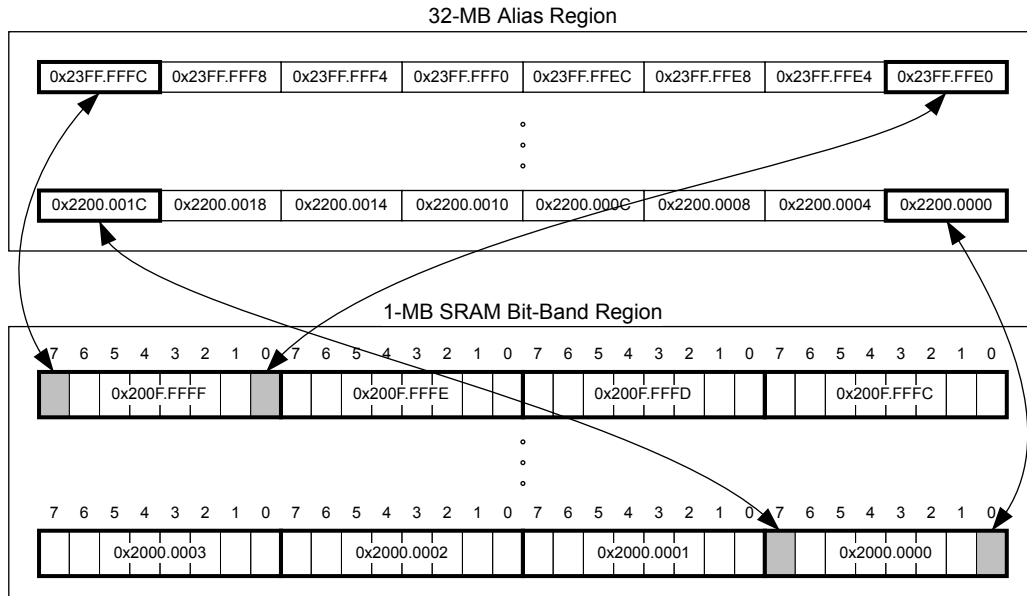 32-MB Alias Region
0x23FF.FFFC 0x23FF.FFF8 0x23FF.FFF4 0x23FF.FFF0 0x23FF.FFEC 0x23FF.FFE8 0x23FF.FFE4 0x23FF.FFE0
0x2200.001C 0x2200.0018 0x2200.0014 0x2200.0010 0x2200.000C 0x2200.0008 0x2200.0004 0x2200.0000
1-MB SRAM Bit-Band Region
7 6 5 4 3 2 1 0 7 6 5 4 3 2 1 0 7 6 5 4 3 2 1 0 7 6 5 4 3 2 1 0
0x200F.FFFF 0x200F.FFFE 0x200F.FFFD 0x200F.FFFC
7 6 5 4 3 2 1 0 7 6 5 4 3 2 1 0 7 6 5 4 3 2 1 0 7 6 5 4 3 2 1 0
0x2000.0003 0x2000.0002 0x2000.0001 0x2000.0000